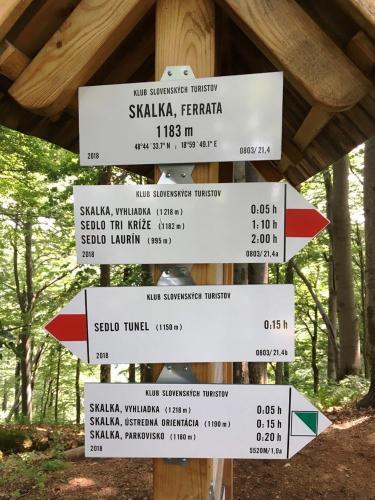 KLUB SLOVENSKÝCH TURISTOV
SKALKA, FERRATA
1183 m
48°44´33.7" N ; 18°59´49.1" E
2018 0803/21,4
KLUB SLOVENSKÝCH TURISTOV
SKALKA, VYHLIADKA (1218 m) 0:05 h
SEDLO TRI KRÍŽE (1182 m) 1:10 h
SEDLO LAURÍN (995 m) 2:00 h
2018 0803/21,4a
KLUB SLOVENSKÝCH TURISTOV
SEDLO TUNEL (1150 m) 0:15 h
2018 0803/21,4b
KLUB SLOVENSKÝCH TURISTOV
SKALKA, VYHLIADKA (1218 m) 0:05 h
SKALKA, ÚSTREDNÁ ORIENTÁCIA (1190 m) 0:15 h
SKALKA, PARKOVISKO (1180 m) 0:20 h
2018 5520M/1,0a